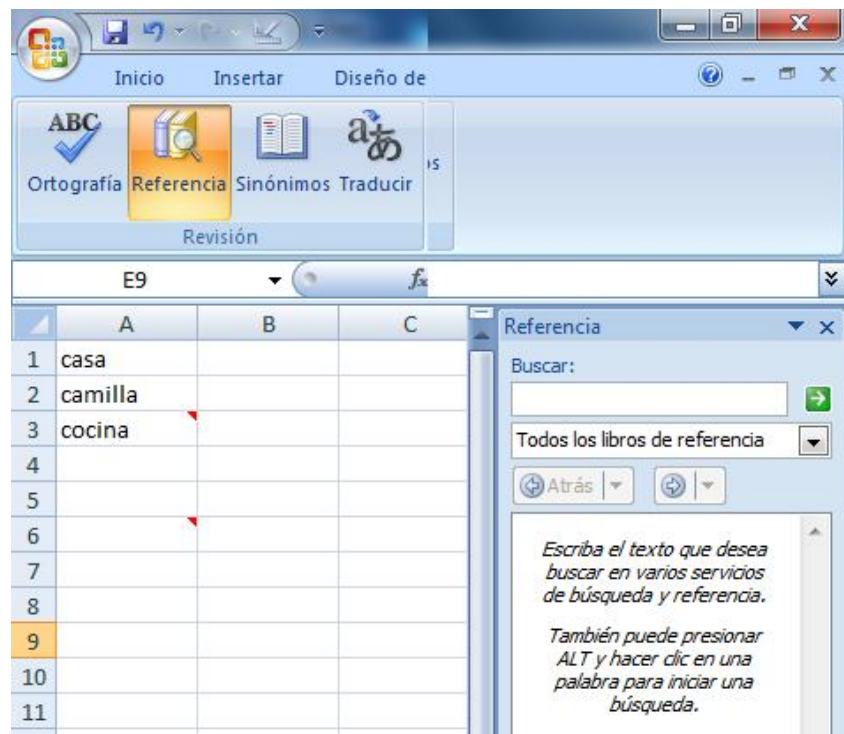 Inicio Insertar Diseño de
ABC
Ortografía Referencia Sinónimos Traducir
os
Revisión
E9 fx
A B C
1 casa
2 camilla
3 cocina
4
5
6
7
8
9
10
11
Referencia
Buscar:
Todos los libros de referencia
Atrás
Escriba el texto que desea
buscar en varios servicios
de búsqueda y referencia.
También puede presionar
ALT y hacer clic en una
palabra para iniciar una
búsqueda.